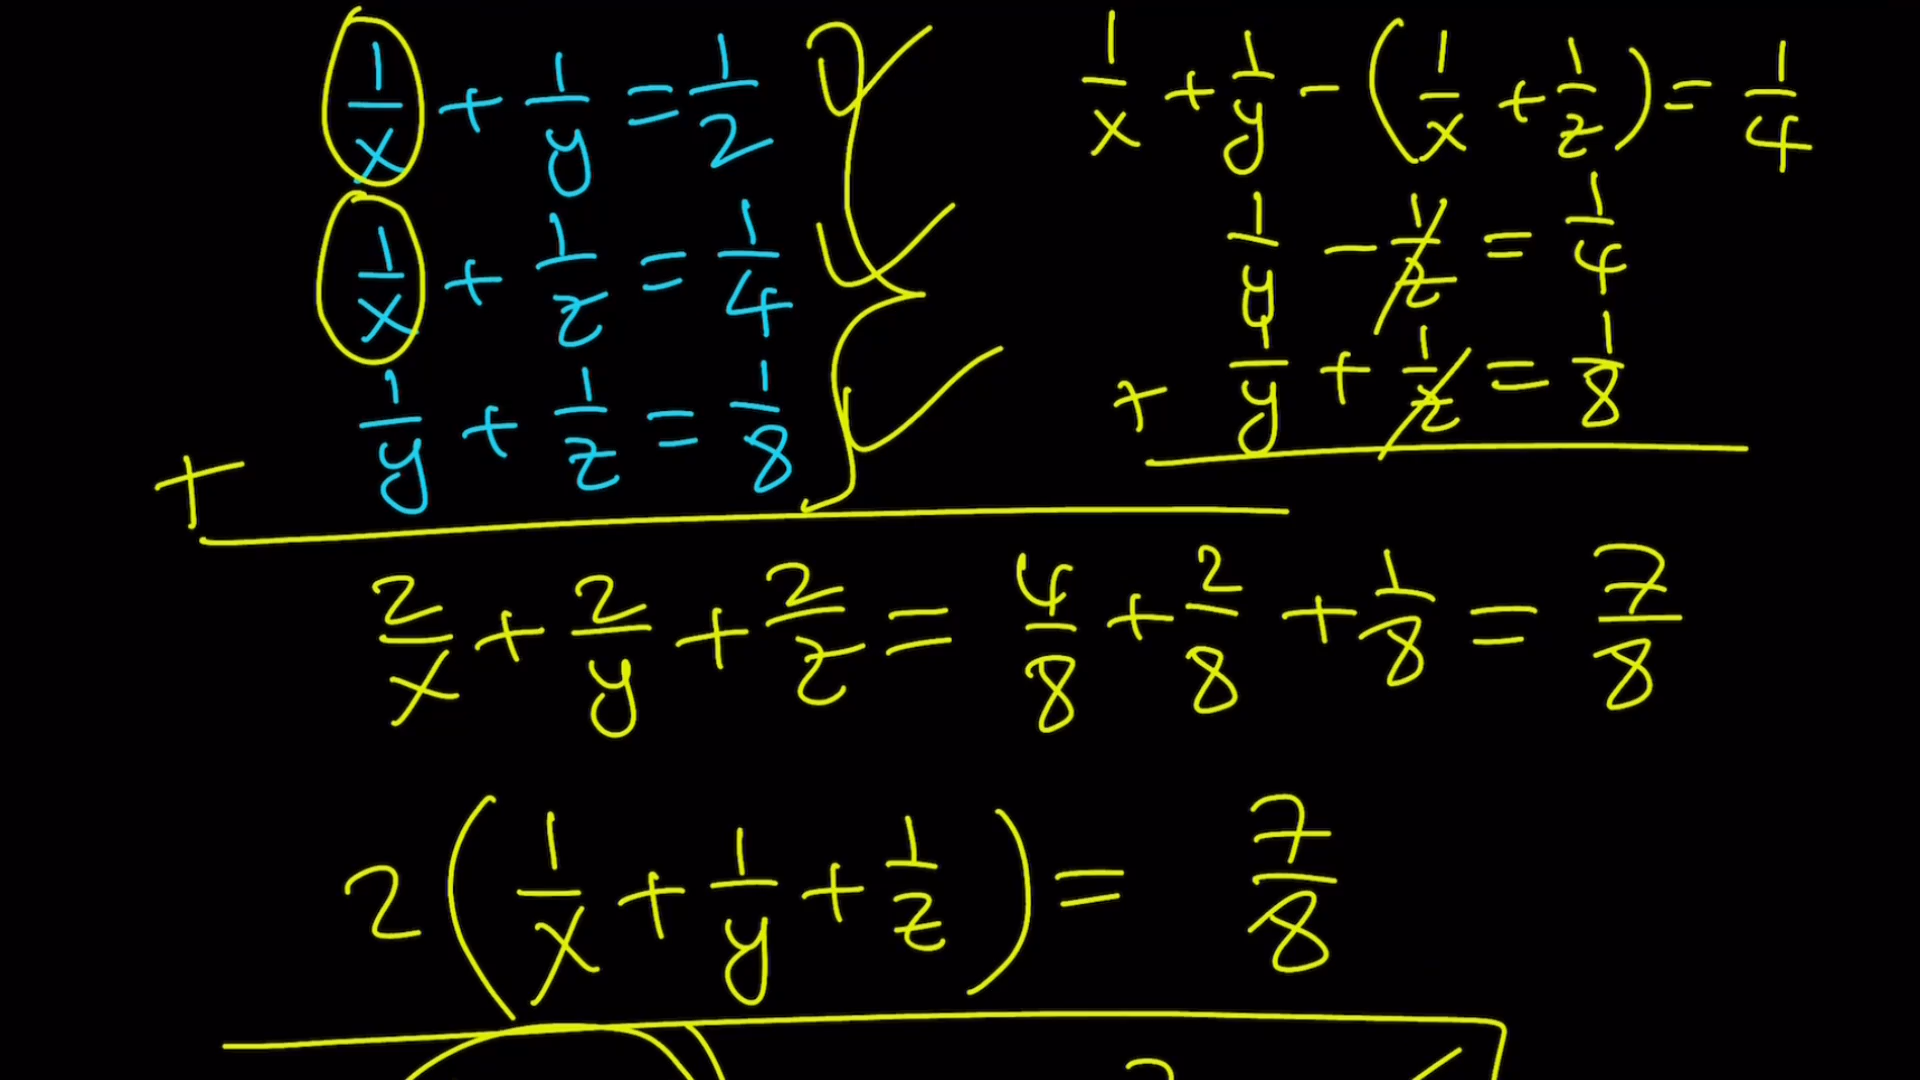 1/x + 1/y = 1/2
1/x + 1/z = 1/4
1/y + 1/z = 1/8
+
1/x + 1/y - (1/x + 1/z) = 1/4
1/y - 1/z = 1/4
+ 1/y + 1/z = 1/8
2/x + 2/y + 2/z = 4/8 + 2/8 + 1/8 = 7/8
2(1/x + 1/y + 1/z) = 7/8